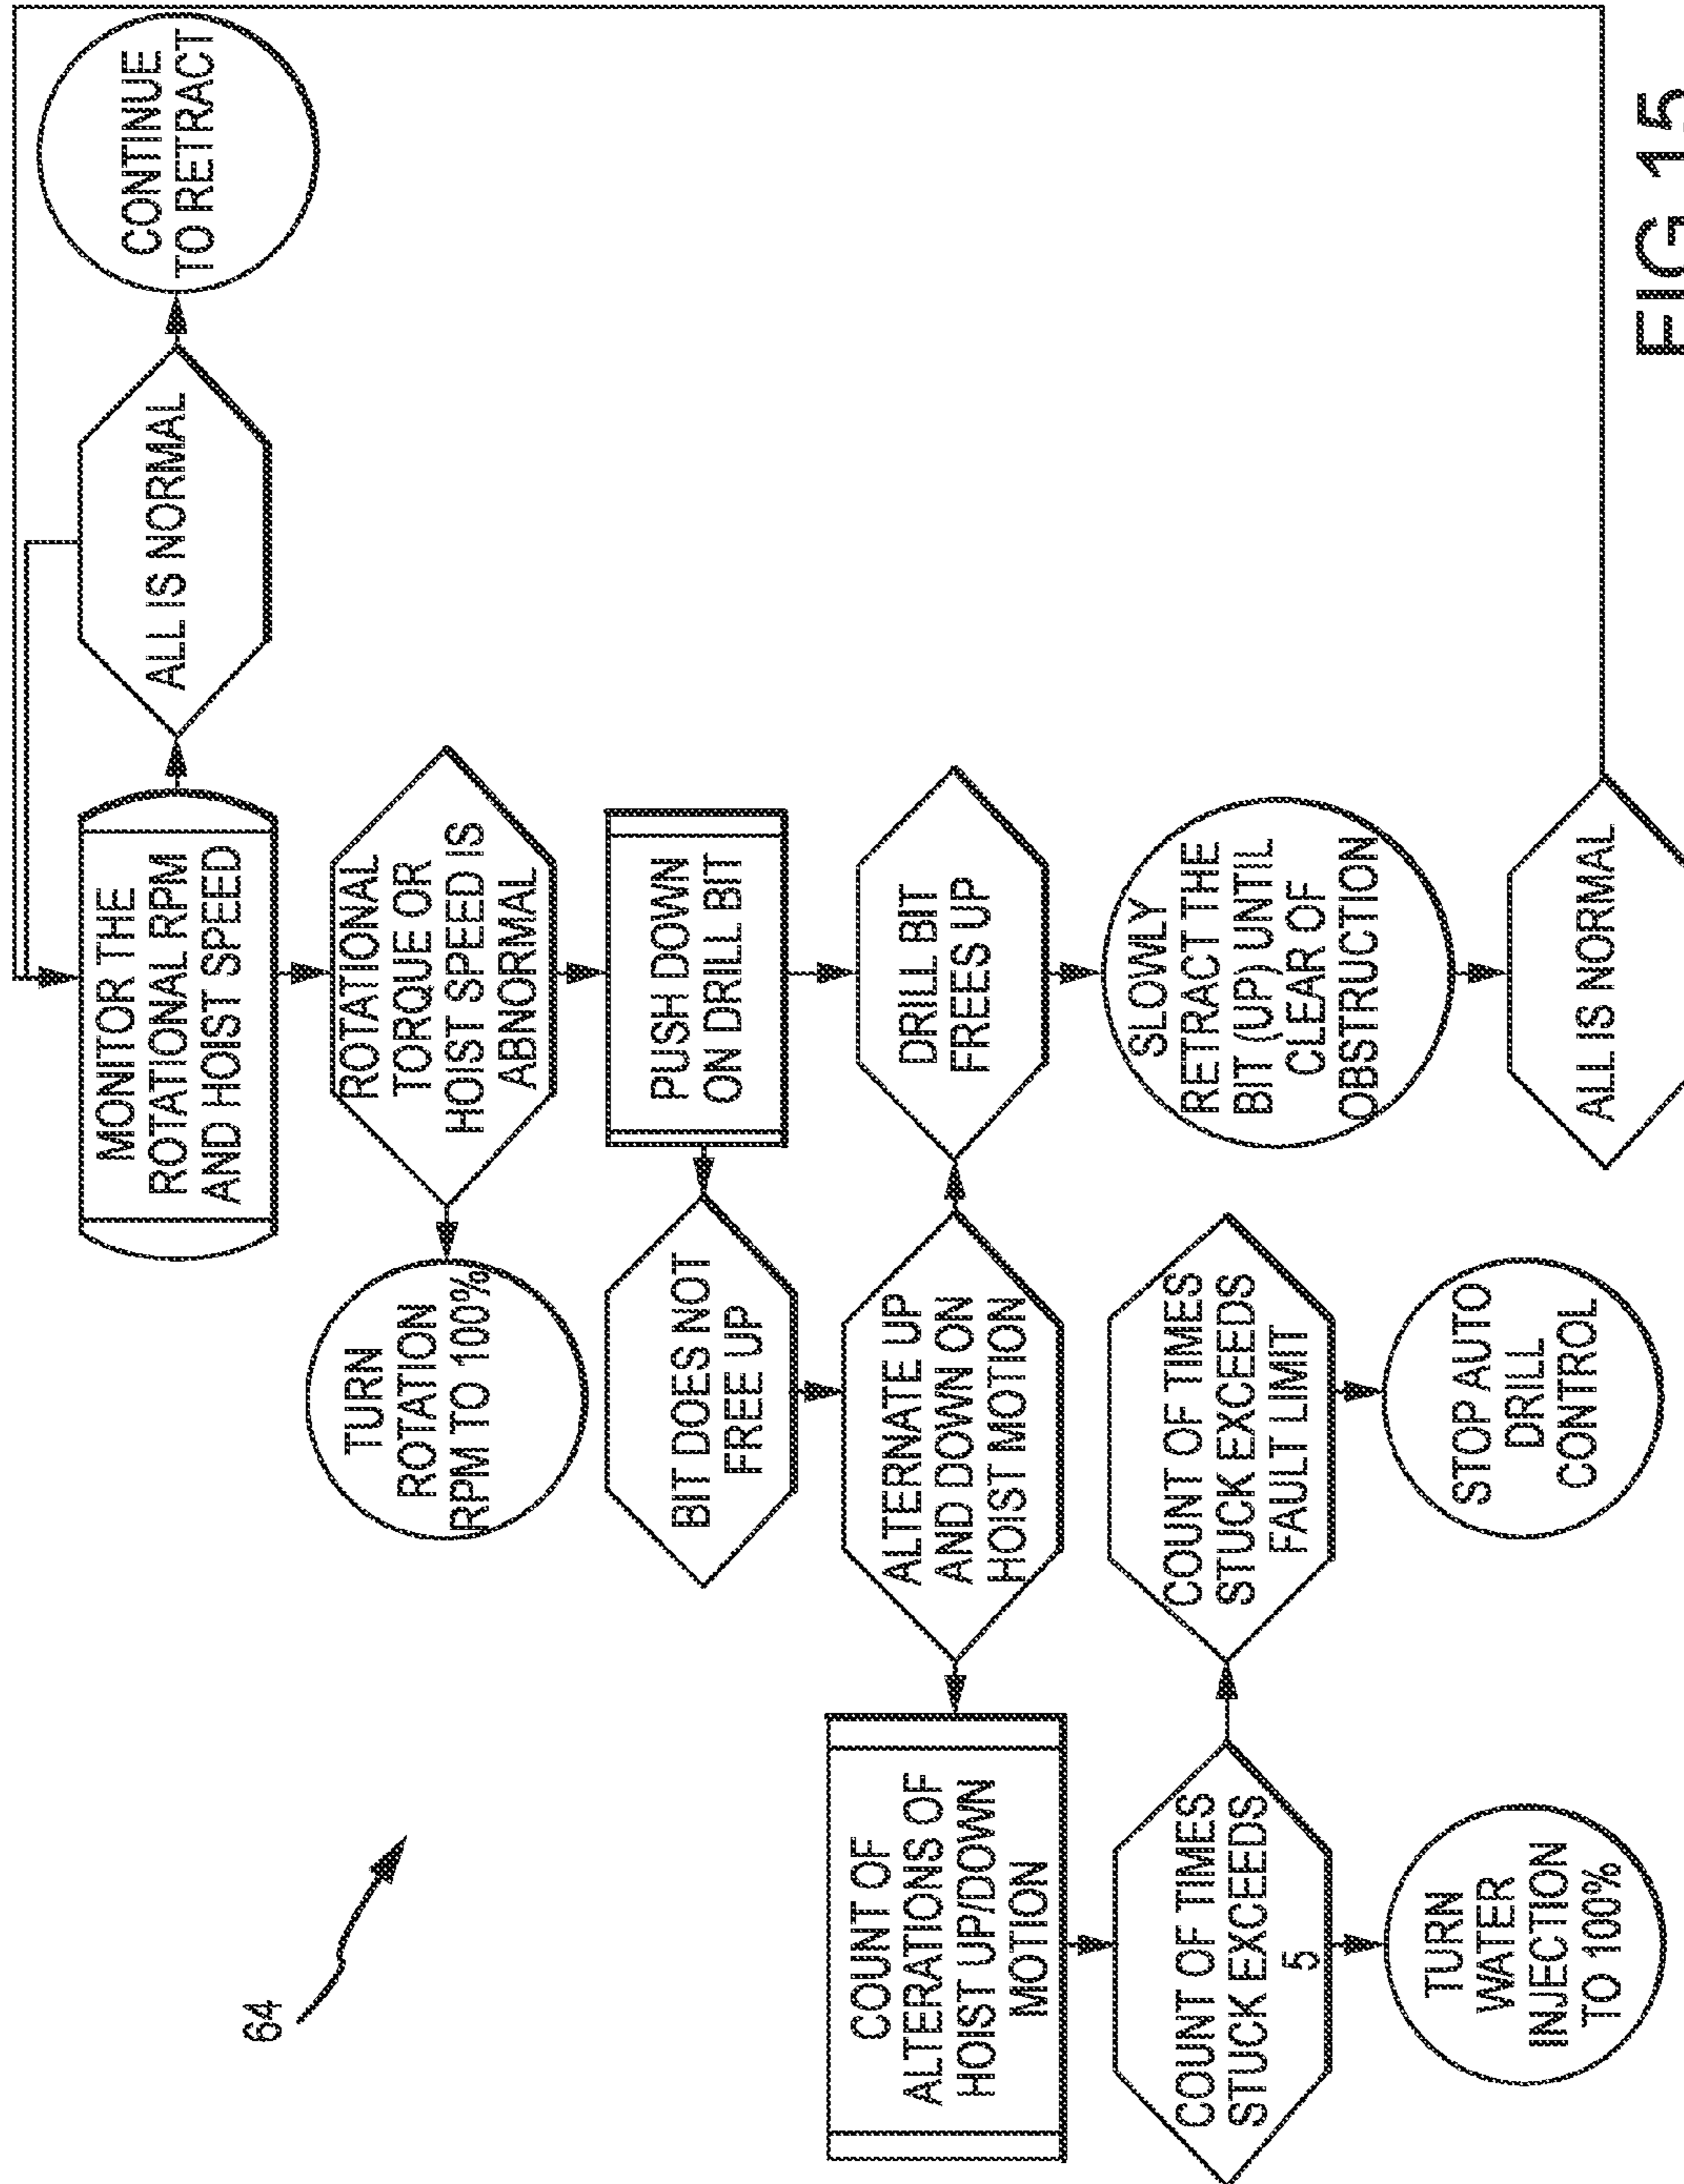 64
MONITOR THE
ROTATIONAL RPM
AND HOIST SPEED
ALL IS NORMAL
CONTINUE
TO RETRACT
TURN
ROTATION
RPM TO 100%
ROTATIONAL
TORQUE OR
HOIST SPEED IS
ABNORMAL
BIT DOES NOT
FREE UP
PUSH DOWN
ON DRILL BIT
COUNT OF
ALTERATIONS OF
HOIST UP/DOWN
MOTION
ALTERNATE UP
AND DOWN ON
HOIST MOTION
DRILL BIT
FREES UP
COUNT OF TIMES
STUCK EXCEEDS
5
COUNT OF TIMES
STUCK EXCEEDS
FAULT LIMIT
SLOWLY
RETRACT THE
BIT (UP) UNTIL
CLEAR OF
OBSTRUCTION
TURN
WATER
INJECTION
TO 100%
STOP AUTO
DRILL
CONTROL
ALL IS NORMAL
FIG 15